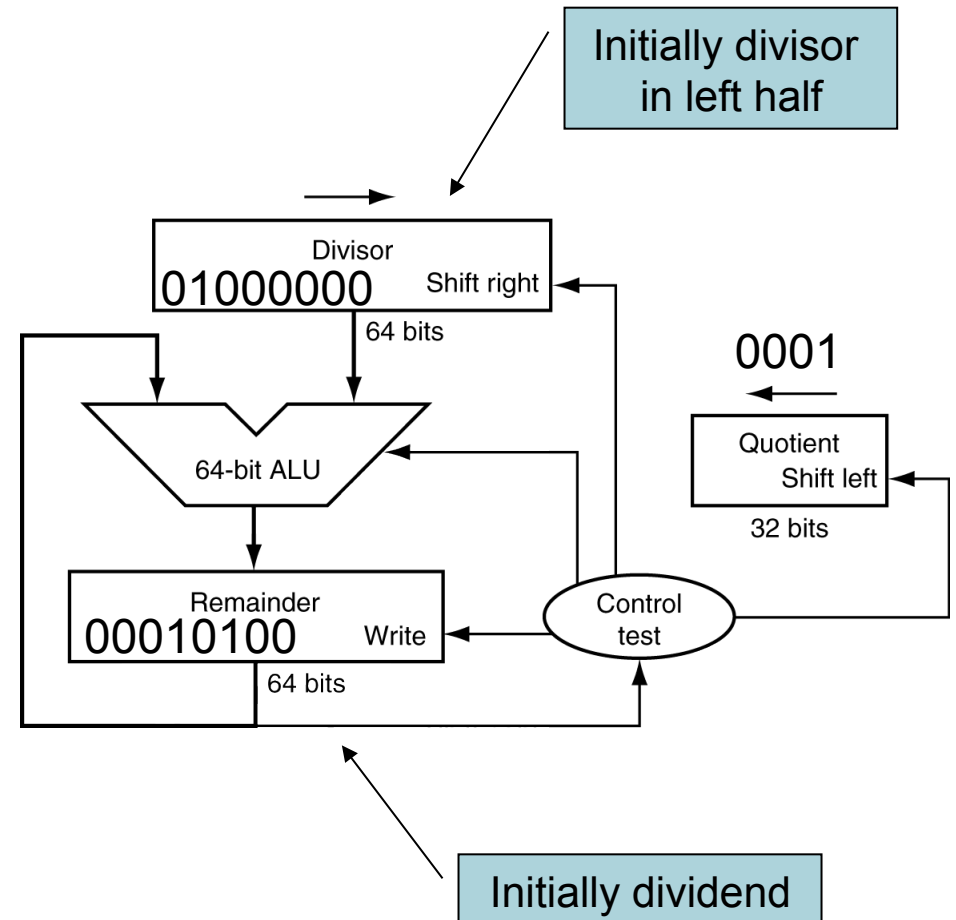 Initially divisor
in left half
Divisor
01000000
Shift right
64 bits
0001
Quotient
Shift left
32 bits
64-bit ALU
Remainder
00010100
Write
64 bits
Control
test
Initially dividend